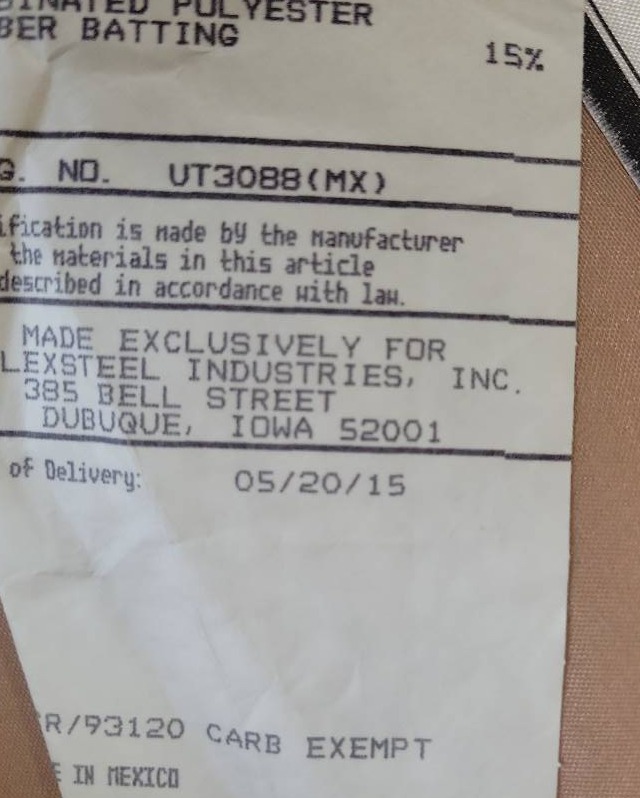 POLYESTER
BER BATTING 15%
G. NO. UT3088(MX)
ification is made by the manufacturer
the materials in this article
described in accordance with law.
MADE EXCLUSIVELY FOR
LEXSTEEL INDUSTRIES, INC.
385 BELL STREET
DUBUQUE, IOWA 52001
of Delivery: 05/20/15
R/93120 CARB EXEMPT
E IN MEXICO